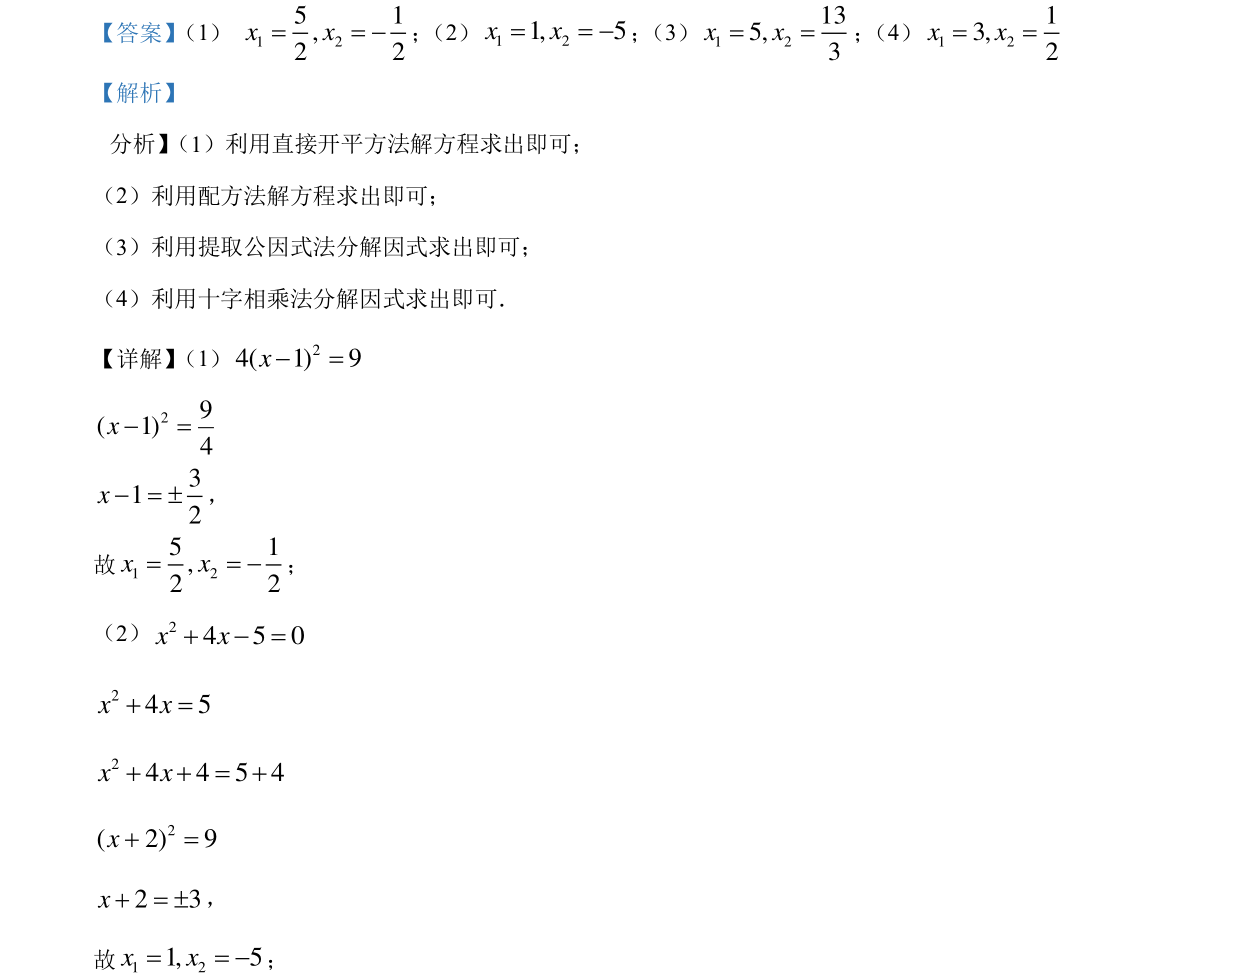 【答案】（1） x₁ = 5/2, x₂ = −1/2；（2）x₁ = 1, x₂ = −5；（3）x₁ = 5, x₂ = 13/3；（4）x₁ = 3, x₂ = 1/2
【解析】
分析】（1）利用直接开平方法解方程求出即可；
（2）利用配方法解方程求出即可；
（3）利用提取公因式法分解因式求出即可；
（4）利用十字相乘法分解因式求出即可．
【详解】（1）4(x−1)² = 9
(x−1)² = 9/4
x−1 = ±3/2，
故 x₁ = 5/2, x₂ = −1/2；
（2）x² + 4x − 5 = 0
x² + 4x = 5
x² + 4x + 4 = 5 + 4
(x + 2)² = 9
x + 2 = ±3，
故 x₁ = 1, x₂ = −5；